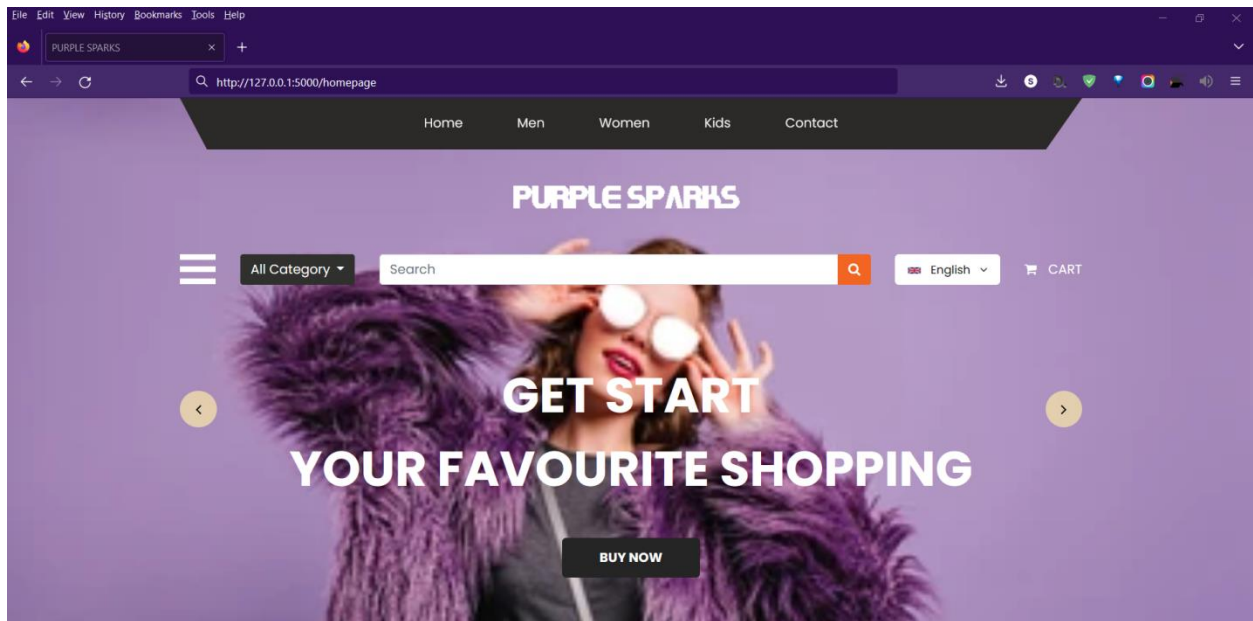 File Edit View History Bookmarks Tools Help
PURPLE SPARKS
http://127.0.0.1:5000/homepage
S
Home Men Women Kids Contact
PURPLE SPARKS
All Category Search English CART
GET START
YOUR FAVOURITE SHOPPING
BUY NOW